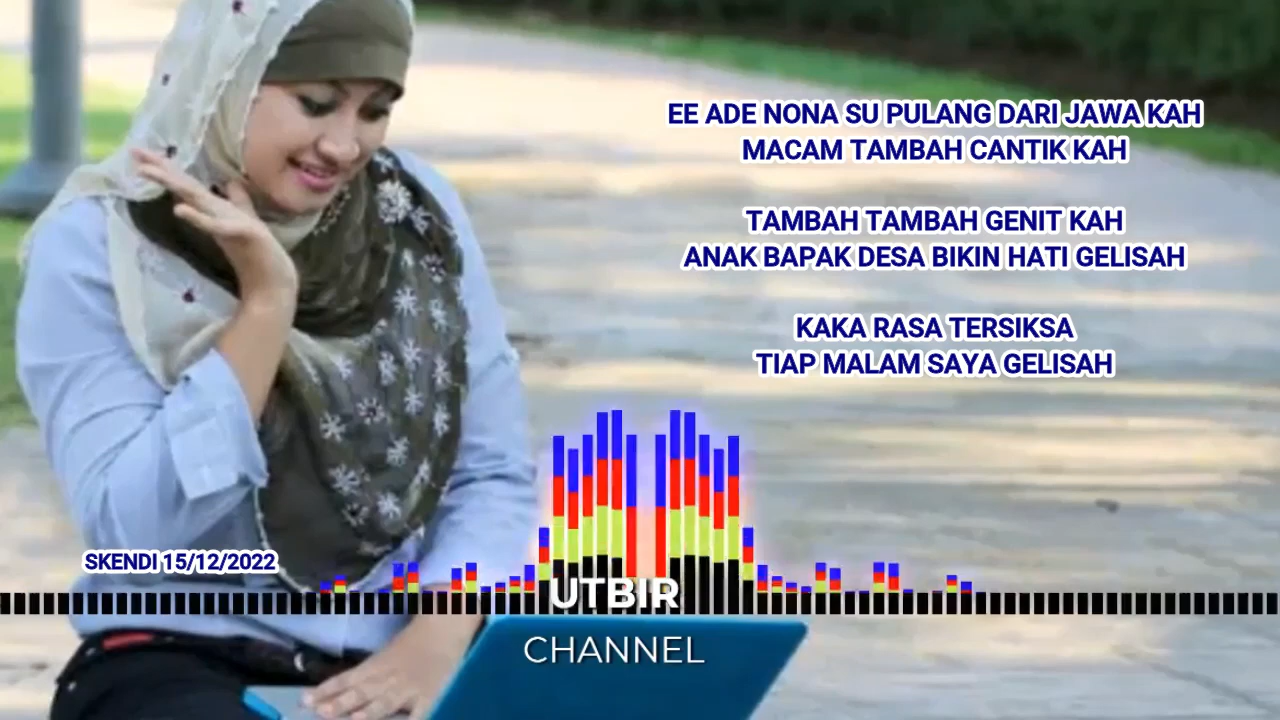 EE ADE NONA SU PULANG DARI JAWA KAH
MACAM TAMBAH CANTIK KAH
TAMBAH TAMBAH GENIT KAH
ANAK BAPAK DESA BIKIN HATI GELISAH
KAKA RASA TERSIKSA
TIAP MALAM SAYA GELISAH
SKENDI 15/12/2022
UTBIR
CHANNEL